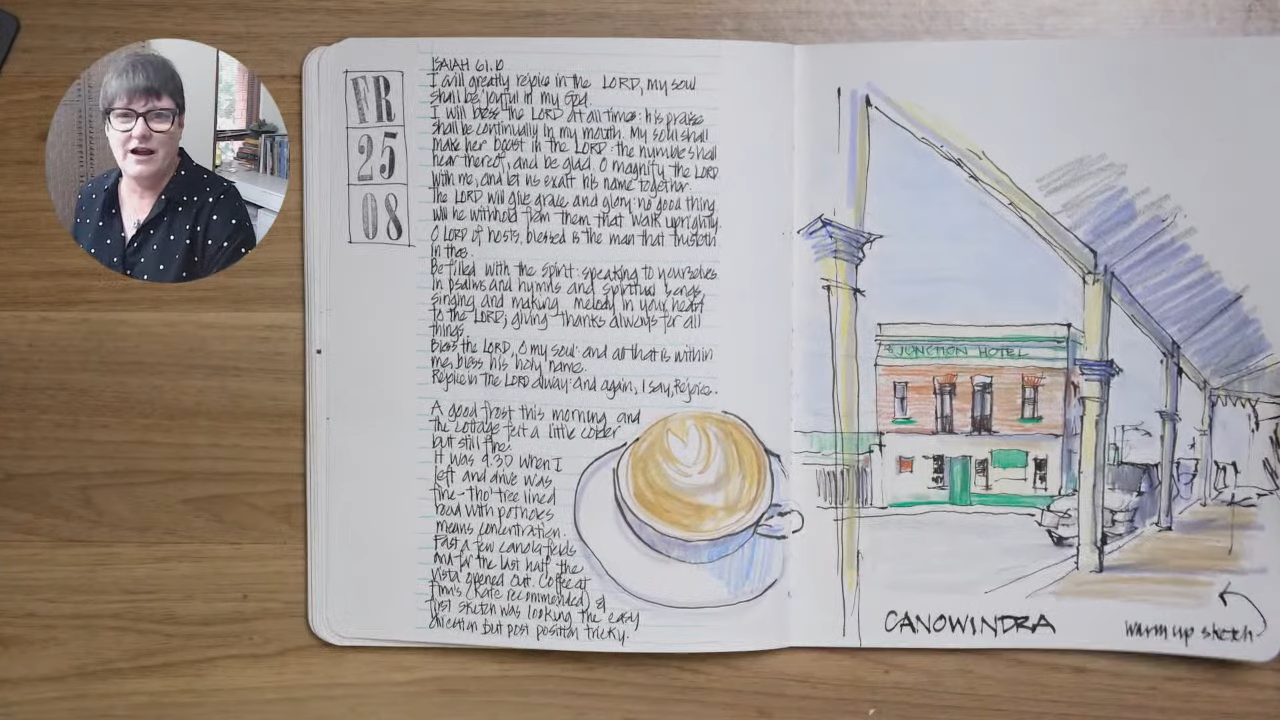 FR
25
08
ISAIAH 61.10
I will greatly rejoice in the LORD, my soul
shall be joyful in my God.
I will bless the LORD at all times: his praise
shall be continually in my mouth. My soul shall
make her boast in the LORD: the humble shall
hear thereof, and be glad. O magnify the LORD
with me, and let us exalt his name together.
The LORD will give grace and glory: no good thing
will he withhold from them that walk uprightly.
O LORD of hosts, blessed is the man that trusteth
in thee.
Be filled with the spirit: speaking to yourselves
in psalms and hymns and spiritual songs
singing and making melody in your heart
to the LORD; giving thanks always for all
things.
Bless the LORD, O my soul: and all that is within
me, bless his holy name.
Rejoice in the LORD alway: and again, I say, Rejoice.
A good frost this morning and
the cottage felt a little colder
but still fine.
It was 9.30 when I
left and drive was
fine - tho' tree lined
road with potholes
means concentration.
Past a few canola fields
and for the last half the
vista opened out. Coffee at
Finn's (Kate recommended) &
first sketch was looking the easy
direction but post position tricky.
JUNCTION HOTEL
CANOWINDRA
warm up sketch